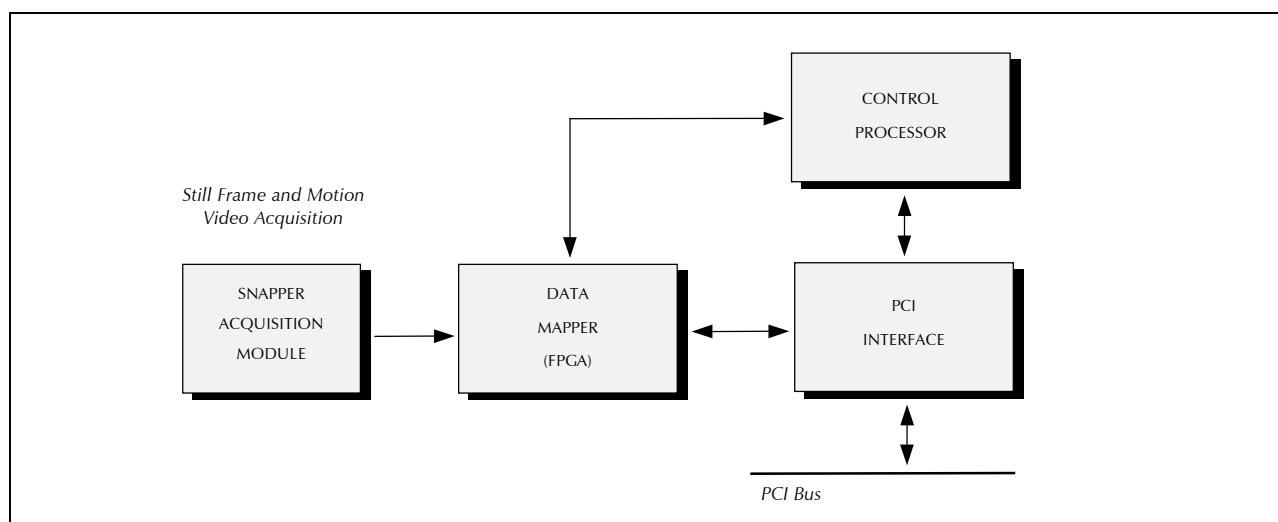 CONTROL
PROCESSOR
Still Frame and Motion
Video Acquisition
SNAPPER
ACQUISITION
MODULE
DATA
MAPPER
(FPGA)
PCI
INTERFACE
PCI Bus